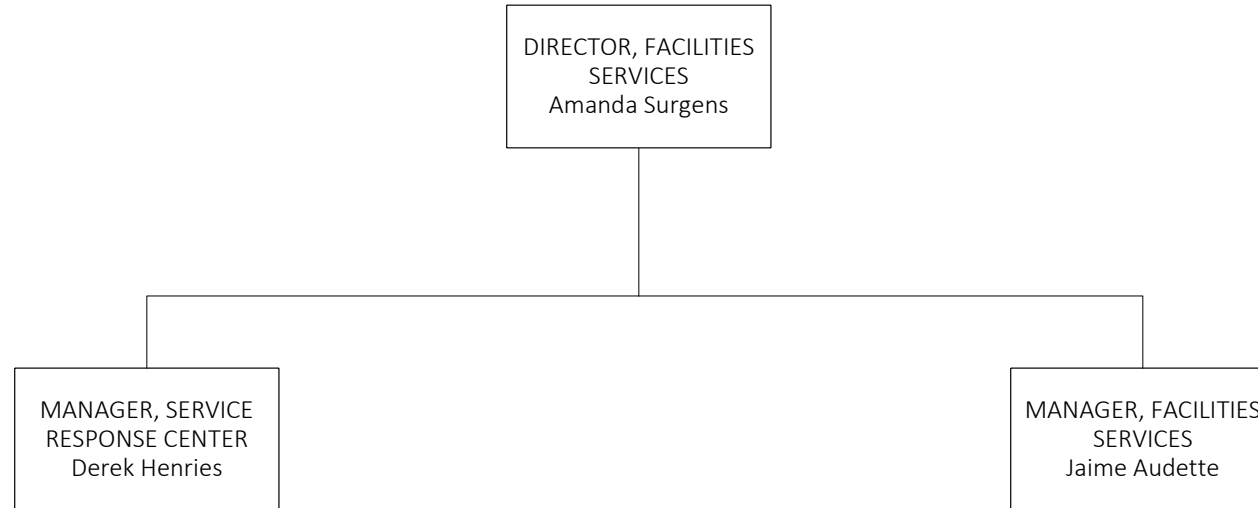 DIRECTOR, FACILITIES
SERVICES
Amanda Surgens
MANAGER, SERVICE
RESPONSE CENTER
Derek Henries
MANAGER, FACILITIES
SERVICES
Jaime Audette